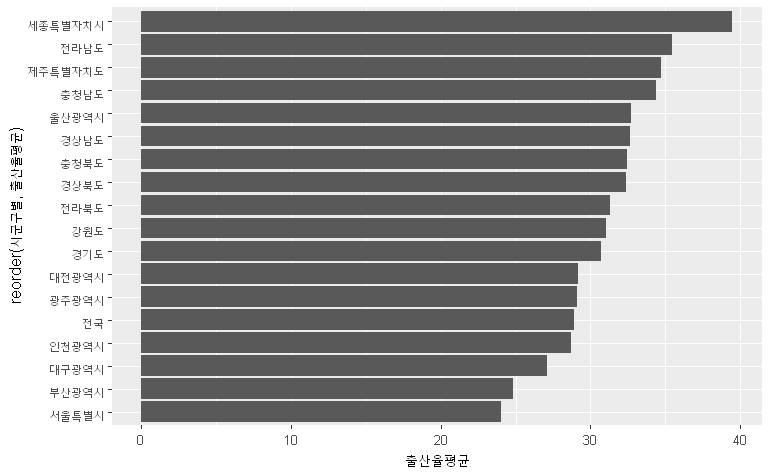 세종특별자치시
전라남도
제주특별자치도
충청남도
울산광역시
경상남도
충청북도
경상북도
전라북도
강원도
경기도
대전광역시
광주광역시
전국
인천광역시
대구광역시
부산광역시
서울특별시
reorder(시군구별, 출산율평균)
0 10 20 30 40
출산율평균